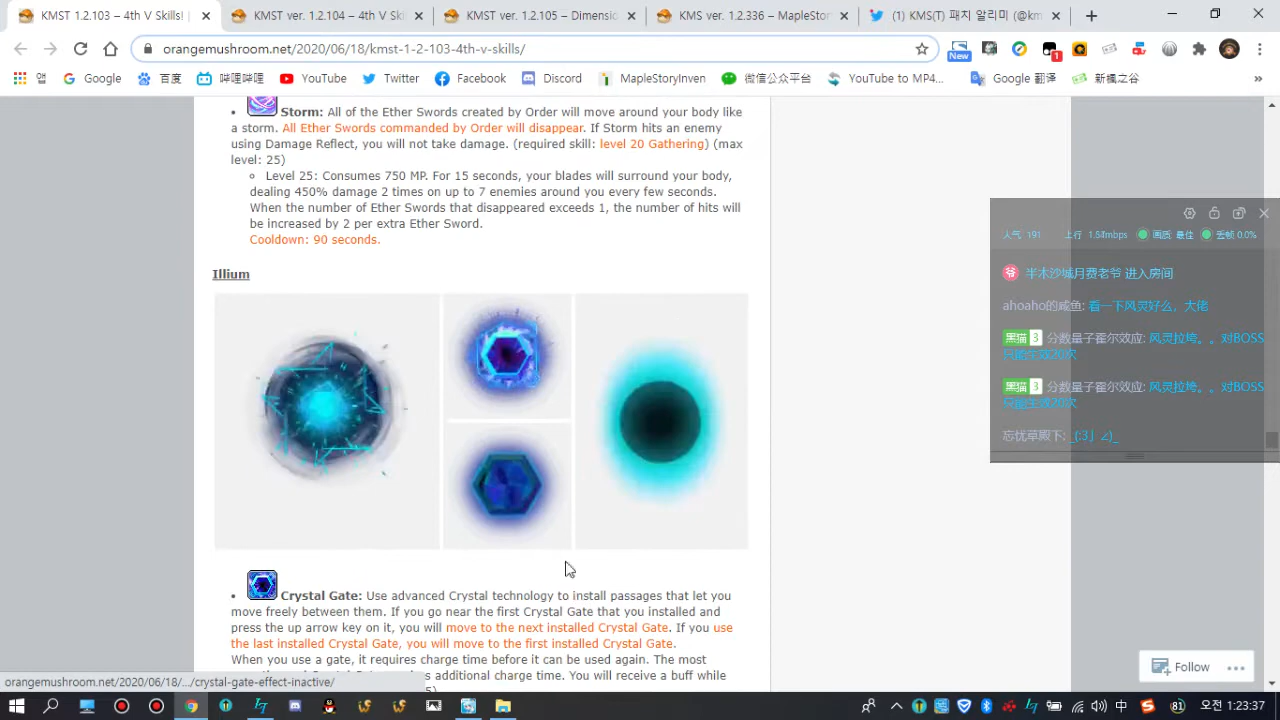 KMST 1.2.103 – 4th V Skills!
KMST ver. 1.2.104 – 4th V Ski
KMST ver. 1.2.105 – Dimensio
KMS ver. 1.2.336 – MapleStor
(1) KMS(T) 패치 알리미 (@km
orangemushroom.net/2020/06/18/kmst-1-2-103-4th-v-skills/
New
1
앱
Google
百度
哔哩哔哩
YouTube
Twitter
Facebook
Discord
MapleStoryInven
微信公众平台
YouTube to MP4...
Google 翻译
新楓之谷
Storm: All of the Ether Swords created by Order will move around your body like
a storm. All Ether Swords commanded by Order will disappear. If Storm hits an enemy
using Damage Reflect, you will not take damage. (required skill: level 20 Gathering) (max
level: 25)
Level 25: Consumes 750 MP. For 15 seconds, your blades will surround your body,
dealing 450% damage 2 times on up to 7 enemies around you every few seconds.
When the number of Ether Swords that disappeared exceeds 1, the number of hits will
be increased by 2 per extra Ether Sword.
Cooldown: 90 seconds.
Illium
Crystal Gate: Use advanced Crystal technology to install passages that let you
move freely between them. If you go near the first Crystal Gate that you installed and
press the up arrow key on it, you will move to the next installed Crystal Gate. If you use
the last installed Crystal Gate, you will move to the first installed Crystal Gate.
When you use a gate, it requires charge time before it can be used again. The most
additional charge time. You will receive a buff while
人气 191 上行 1.54mbps 画质 最佳 丢帧 0.0%
爷 半木沙城月费老爷 进入房间
ahoaho的咸鱼: 看一下风灵好么，大佬
黑猫 3 分数量子霍尔效应: 风灵拉垮。。对BOSS
只能生效20次
黑猫 3 分数量子霍尔效应: 风灵拉垮。。对BOSS
只能生效20次
忘忧草殿下: _(:3」∠)_
Follow
orangemushroom.net/2020/06/18/.../crystal-gate-effect-inactive/
中
오전 1:23:37